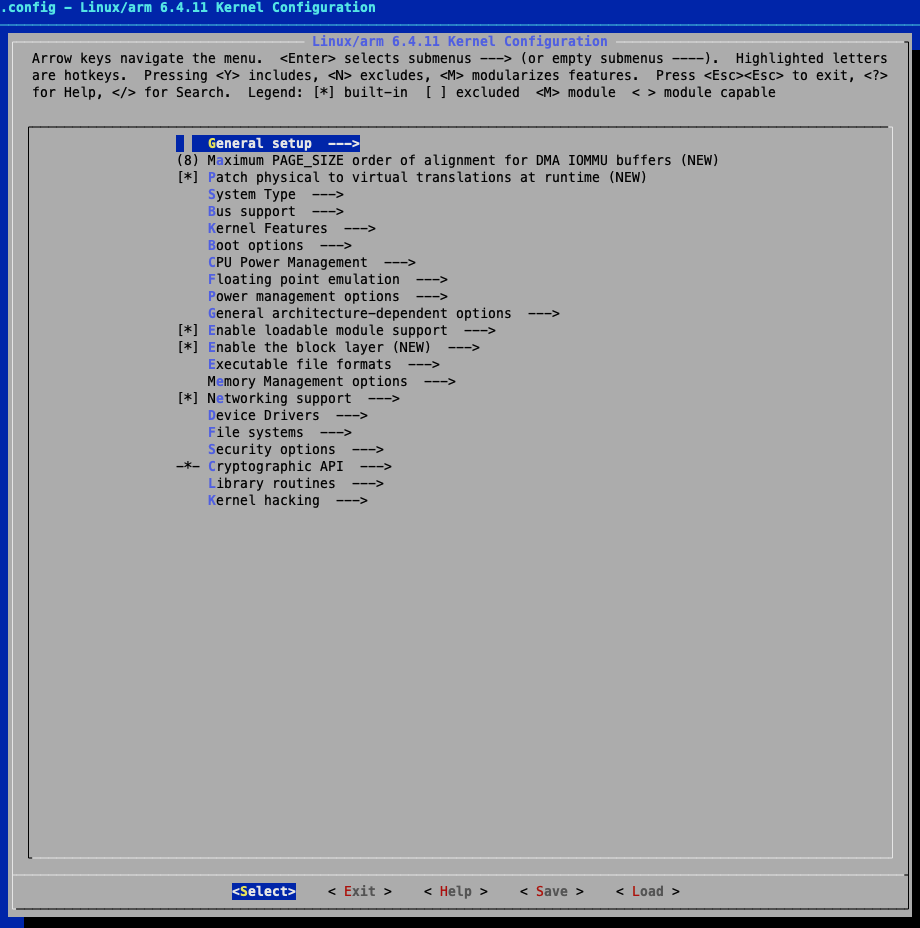 .config - Linux/arm 6.4.11 Kernel Configuration
Linux/arm 6.4.11 Kernel Configuration
Arrow keys navigate the menu.  <Enter> selects submenus ---> (or empty submenus ----).  Highlighted letters
are hotkeys.  Pressing <Y> includes, <N> excludes, <M> modularizes features.  Press <Esc><Esc> to exit, <?>
for Help, </> for Search.  Legend: [*] built-in  [ ] excluded  <M> module  < > module capable
General setup  --->
(8) Maximum PAGE_SIZE order of alignment for DMA IOMMU buffers (NEW)
[*] Patch physical to virtual translations at runtime (NEW)
System Type  --->
Bus support  --->
Kernel Features  --->
Boot options  --->
CPU Power Management  --->
Floating point emulation  --->
Power management options  --->
General architecture-dependent options  --->
[*] Enable loadable module support  --->
[*] Enable the block layer (NEW)  --->
Executable file formats  --->
Memory Management options  --->
[*] Networking support  --->
Device Drivers  --->
File systems  --->
Security options  --->
-*- Cryptographic API  --->
Library routines  --->
Kernel hacking  --->
<Select>    < Exit >    < Help >    < Save >    < Load >